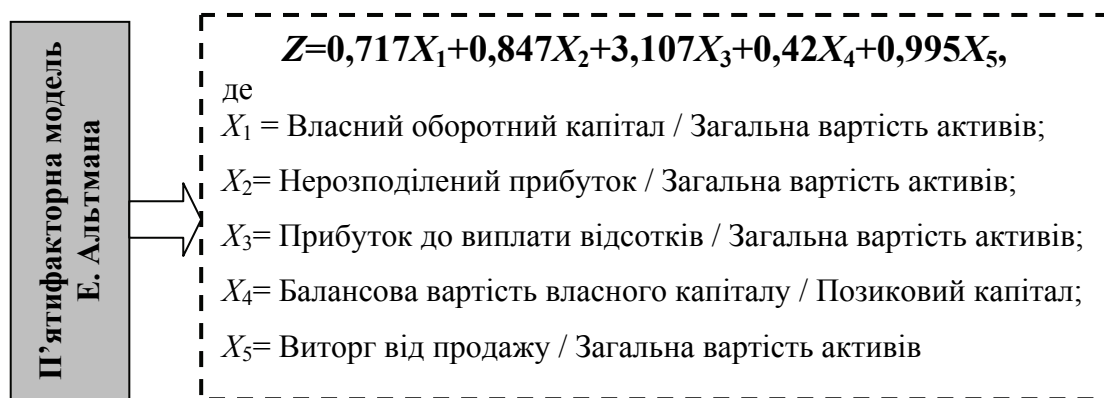 П'ятифакторна модель
Е. Альтмана
Z=0,717X₁+0,847X₂+3,107X₃+0,42X₄+0,995X₅,
де
X₁ = Власний оборотний капітал / Загальна вартість активів;
X₂= Нерозподілений прибуток / Загальна вартість активів;
X₃= Прибуток до виплати відсотків / Загальна вартість активів;
X₄= Балансова вартість власного капіталу / Позиковий капітал;
X₅= Виторг від продажу / Загальна вартість активів